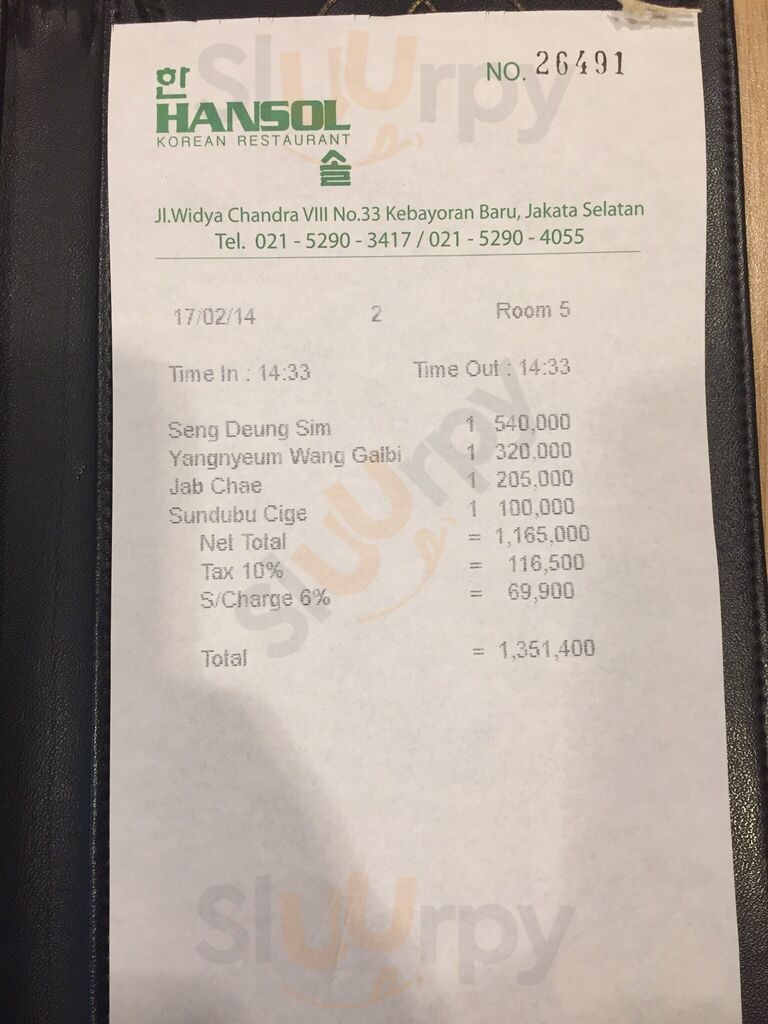 한
HANSOL
KOREAN RESTAURANT
솔
NO. 26491
Jl.Widya Chandra VIII No.33 Kebayoran Baru, Jakata Selatan
Tel. 021 - 5290 - 3417 / 021 - 5290 - 4055
17/02/14 2 Room 5
Time In : 14:33 Time Out : 14:33
Seng Deung Sim 1 540,000
Yangnyeum Wang Galbi 1 320,000
Jab Chae 1 205,000
Sundubu Cige 1 100,000
Net Total = 1,165,000
Tax 10% = 116,500
S/Charge 6% = 69,900
Total = 1,351,400
Sluurpy
Sluurpy
Sluurpy